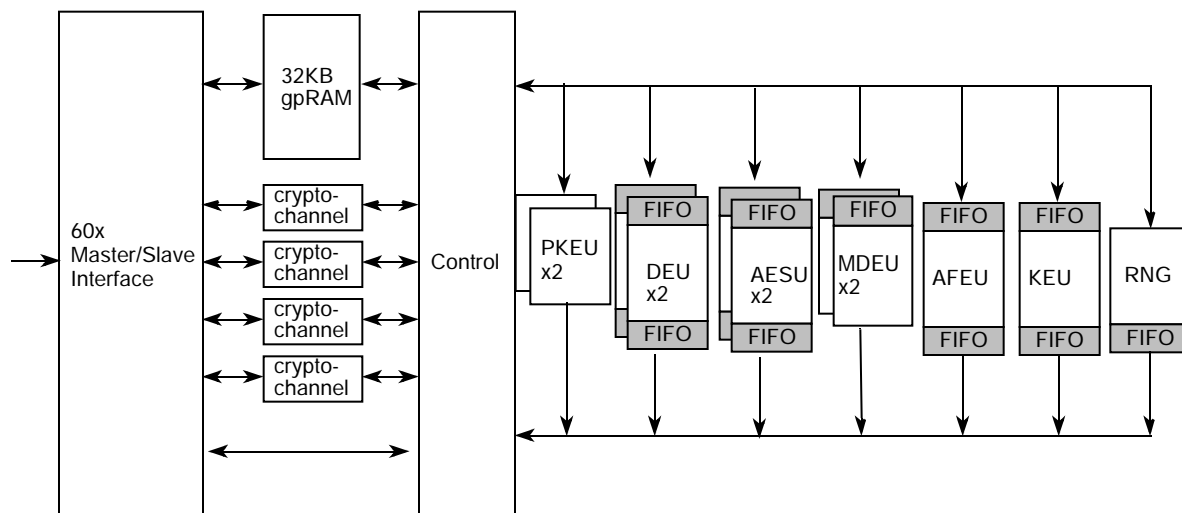 60x
Master/Slave
Interface
32KB
gpRAM
crypto-
channel
crypto-
channel
crypto-
channel
crypto-
channel
Control
PKEU
x2
FIFO
DEU
x2
FIFO
FIFO
AESU
x2
FIFO
FIFO
MDEU
x2
FIFO
AFEU
FIFO
FIFO
KEU
FIFO
RNG
FIFO